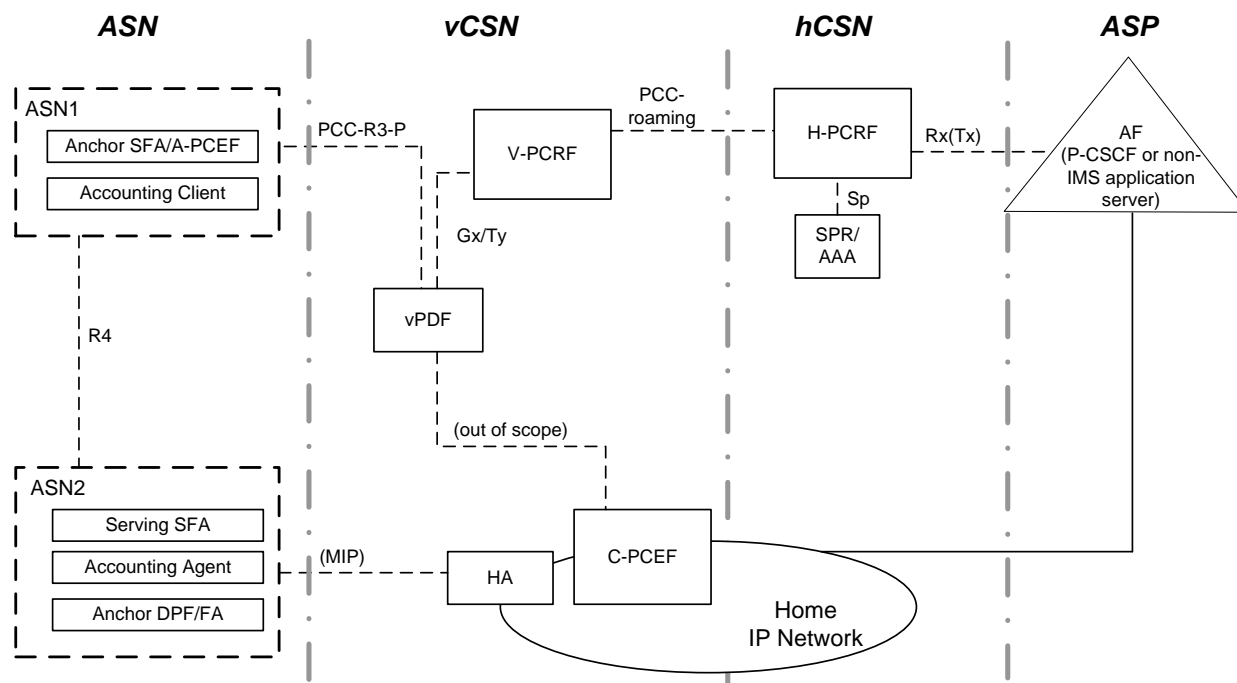 ASN
vCSN
hCSN
ASP
ASN1
Anchor SFA/A-PCEF
Accounting Client
PCC-R3-P
V-PCRF
PCC-
roaming
H-PCRF
Rx(Tx)
AF
(P-CSCF or non-
IMS application
server)
Sp
SPR/
AAA
Gx/Ty
vPDF
R4
(out of scope)
ASN2
Serving SFA
Accounting Agent
Anchor DPF/FA
(MIP)
HA
C-PCEF
Home
IP Network